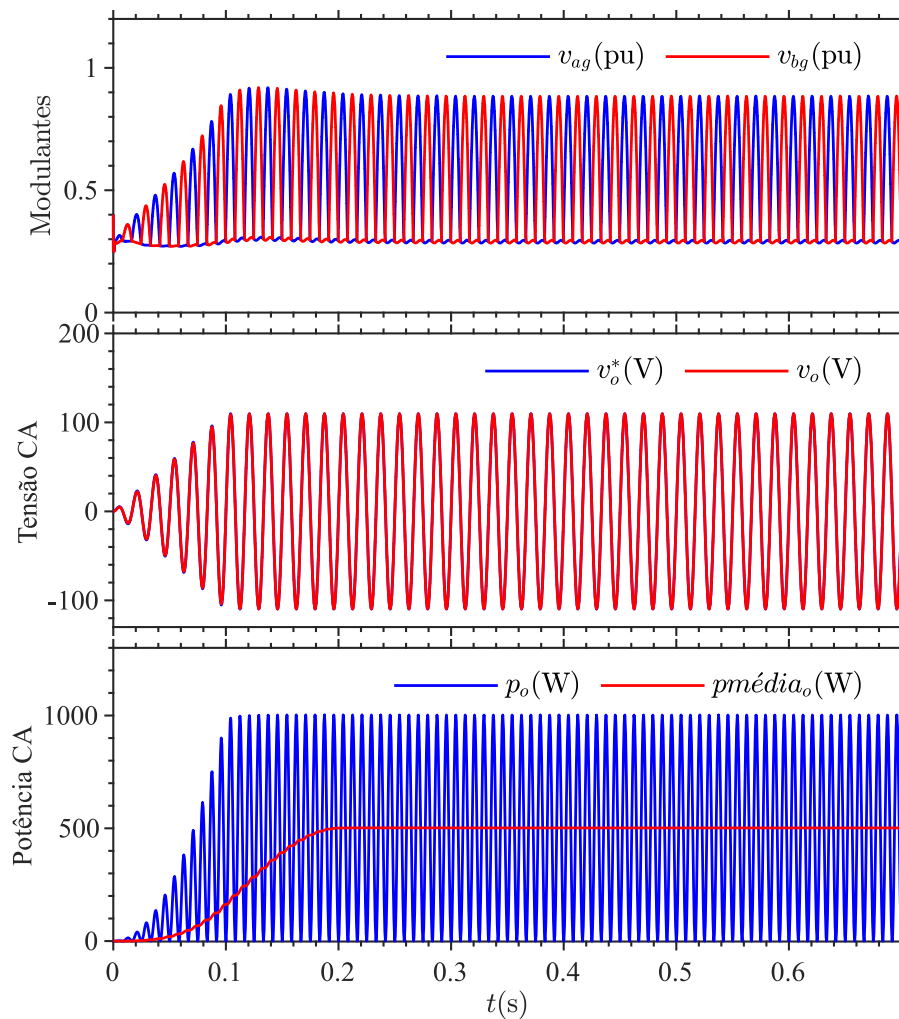 v_ag(pu) v_bg(pu)
1
0.5
0
Modulantes
v_o^*(V) v_o(V)
200
100
0
-100
Tensão CA
p_o(W) pmédia_o(W)
1000
500
0
Potência CA
0 0.1 0.2 0.3 0.4 0.5 0.6
t(s)